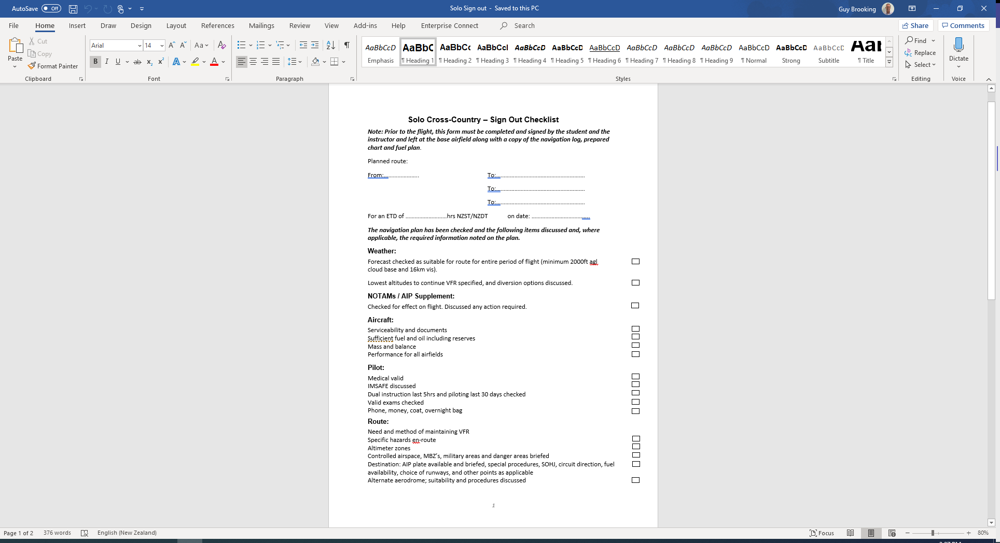 AutoSave Off
Solo Sign out - Saved to this PC
Guy Brooking
File Home Insert Draw Design Layout References Mailings Review View Add-ins Help Enterprise Connect Search Share Comments
Paste
Cut
Copy
Format Painter
Clipboard
Arial 14
Font
Paragraph
AaBbCcD Emphasis
AaBbC ¶ Heading 1
AaBbCc ¶ Heading 2
AaBbCcI ¶ Heading 3
AaBbCcD ¶ Heading 4
AaBbCcD ¶ Heading 5
AaBbCcD ¶ Heading 6
AaBbCcD ¶ Heading 7
AaBbCcD ¶ Heading 8
AaBbCcD ¶ Heading 9
AaBbCcD ¶ Normal
AaBbCcD Strong
AaBbCcD Subtitle
AaB ¶ Title
Styles
Find
Replace
Select
Editing
Dictate
Voice
Solo Cross-Country – Sign Out Checklist
Note: Prior to the flight, this form must be completed and signed by the student and the
instructor and left at the base airfield along with a copy of the navigation log, prepared
chart and fuel plan.
Planned route:
From:....................... To:..........................................................
To:..........................................................
To:..........................................................
For an ETD of ...........................hrs NZST/NZDT on date: .......................................
The navigation plan has been checked and the following items discussed and, where
applicable, the required information noted on the plan.
Weather:
Forecast checked as suitable for route for entire period of flight (minimum 2000ft agl
cloud base and 16km vis).
Lowest altitudes to continue VFR specified, and diversion options discussed.
NOTAMs / AIP Supplement:
Checked for effect on flight. Discussed any action required.
Aircraft:
Serviceability and documents
Sufficient fuel and oil including reserves
Mass and balance
Performance for all airfields
Pilot:
Medical valid
IMSAFE discussed
Dual instruction last 5hrs and piloting last 30 days checked
Valid exams checked
Phone, money, coat, overnight bag
Route:
Need and method of maintaining VFR
Specific hazards en-route
Altimeter zones
Controlled airspace, MBZ's, military areas and danger areas briefed
Destination: AIP plate available and briefed, special procedures, SOHJ, circuit direction, fuel
availability, choice of runways, and other points as applicable
Alternate aerodrome; suitability and procedures discussed
1
Page 1 of 2 376 words English (New Zealand) Focus 80%